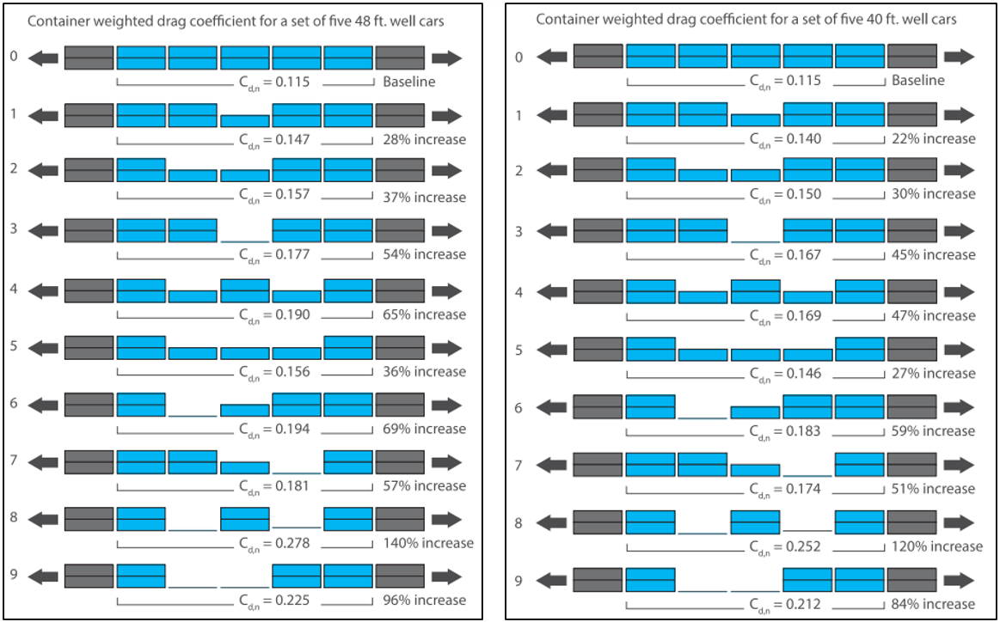 Container weighted drag coefficient for a set of five 48 ft. well cars
0
Cd,n = 0.115 Baseline
1
Cd,n = 0.147 28% increase
2
Cd,n = 0.157 37% increase
3
Cd,n = 0.177 54% increase
4
Cd,n = 0.190 65% increase
5
Cd,n = 0.156 36% increase
6
Cd,n = 0.194 69% increase
7
Cd,n = 0.181 57% increase
8
Cd,n = 0.278 140% increase
9
Cd,n = 0.225 96% increase
Container weighted drag coefficient for a set of five 40 ft. well cars
0
Cd,n = 0.115 Baseline
1
Cd,n = 0.140 22% increase
2
Cd,n = 0.150 30% increase
3
Cd,n = 0.167 45% increase
4
Cd,n = 0.169 47% increase
5
Cd,n = 0.146 27% increase
6
Cd,n = 0.183 59% increase
7
Cd,n = 0.174 51% increase
8
Cd,n = 0.252 120% increase
9
Cd,n = 0.212 84% increase